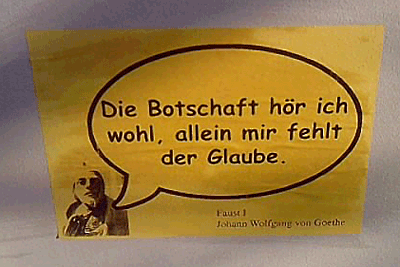 Die Botschaft hör ich
wohl, allein mir fehlt
der Glaube.
Faust I
Johann Wolfgang von Goethe